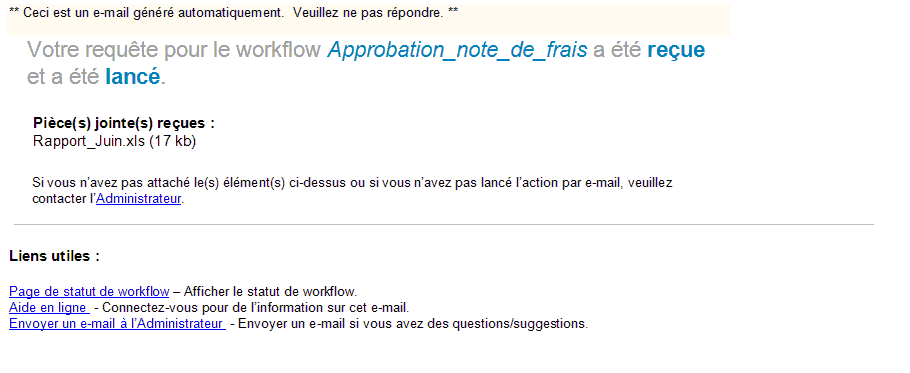 ** Ceci est un e-mail généré automatiquement.  Veuillez ne pas répondre. **
Votre requête pour le workflow Approbation_note_de_frais a été reçue
et a été lancé.
Pièce(s) jointe(s) reçues :
Rapport_Juin.xls (17 kb)
Si vous n’avez pas attaché le(s) élément(s) ci-dessus ou si vous n’avez pas lancé l’action par e-mail, veuillez
contacter l’Administrateur.
Liens utiles :
Page de statut de workflow – Afficher le statut de workflow.
Aide en ligne  - Connectez-vous pour de l’information sur cet e-mail.
Envoyer un e-mail à l’Administrateur  - Envoyer un e-mail si vous avez des questions/suggestions.